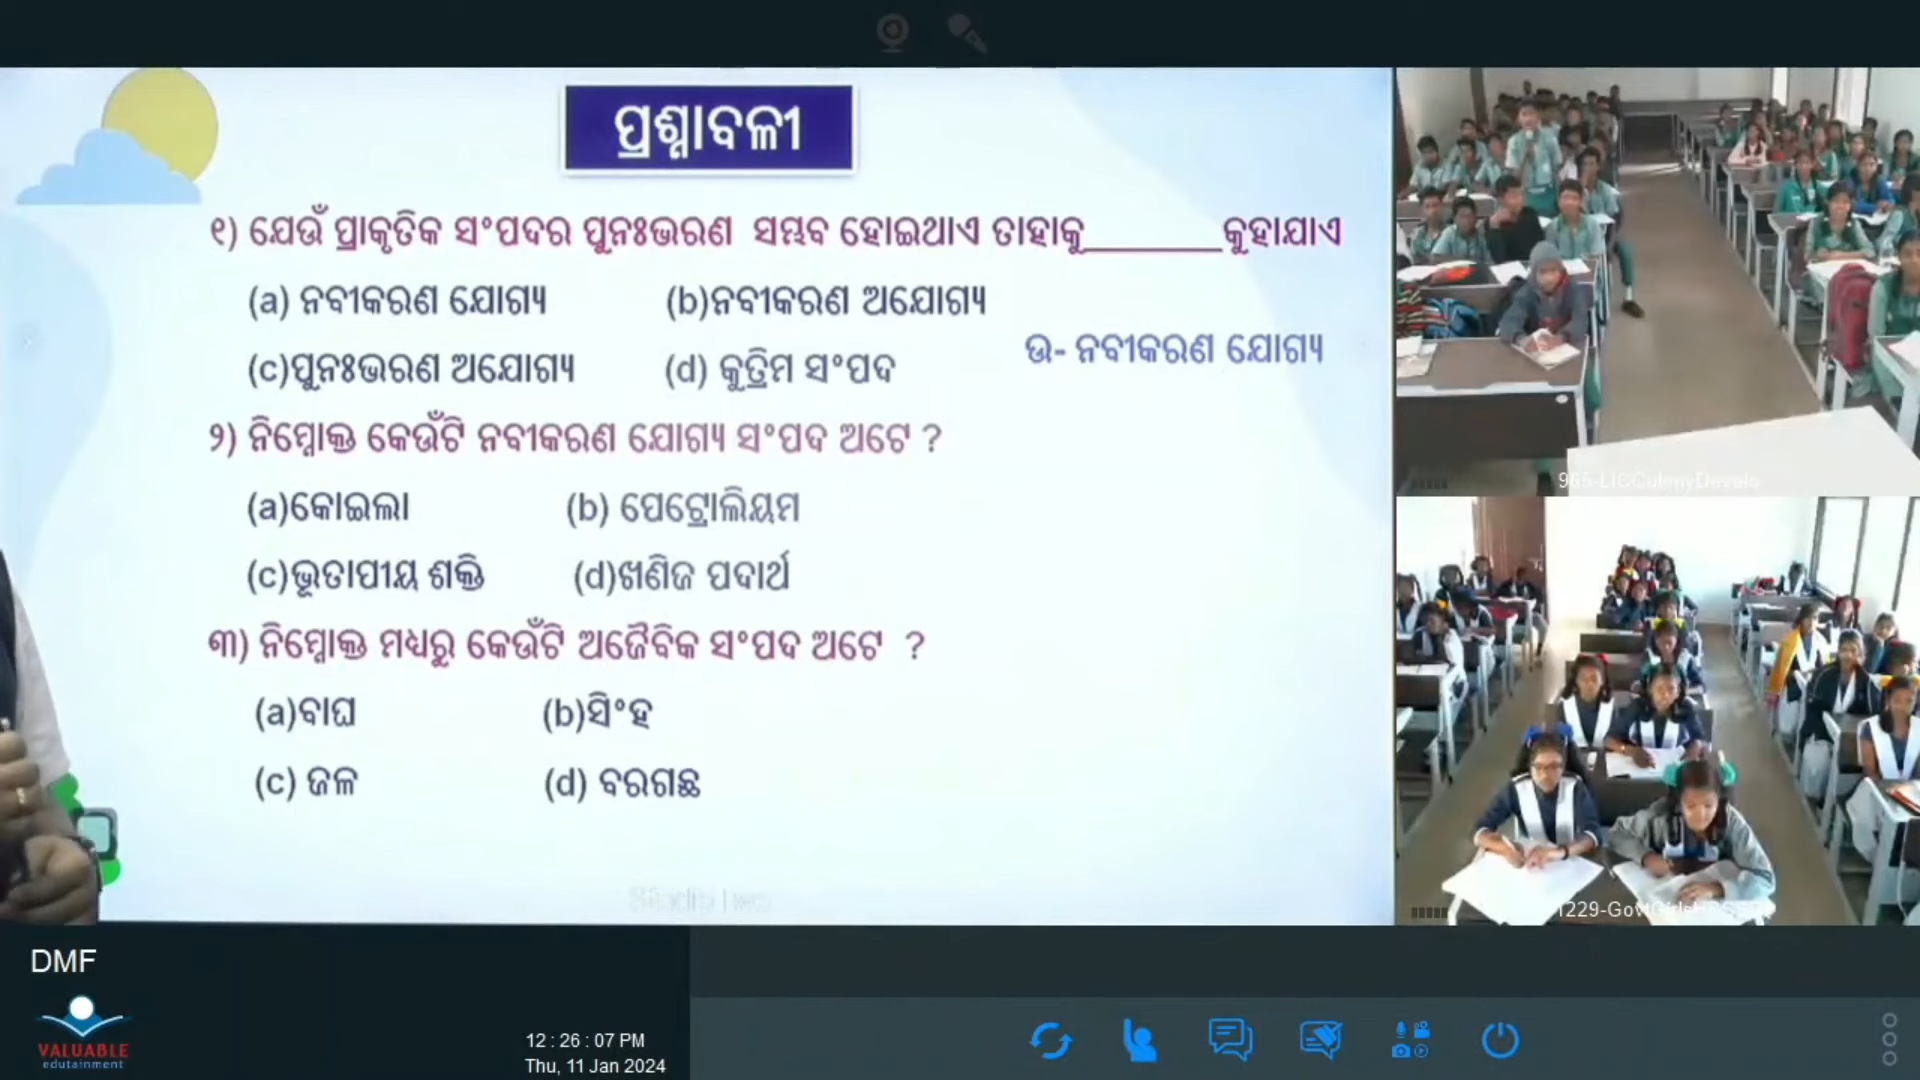 ପ୍ରଶ୍ନାବଳୀ
୧) ଯେଉଁ ପ୍ରାକୃତିକ ସଂପଦର ପୁନଃଭରଣ ସମ୍ଭବ ହୋଇଥାଏ ତାହାକୁ________କୁହାଯାଏ
(a) ନବୀକରଣ ଯୋଗ୍ୟ (b)ନବୀକରଣ ଅଯୋଗ୍ୟ
ଉ- ନବୀକରଣ ଯୋଗ୍ୟ
(c)ପୁନଃଭରଣ ଅଯୋଗ୍ୟ (d) କୁତ୍ରିମ ସଂପଦ
୨) ନିମ୍ନୋକ୍ତ କେଉଁଟି ନବୀକରଣ ଯୋଗ୍ୟ ସଂପଦ ଅଟେ ?
(a)କୋଇଲା (b) ପେଟ୍ରୋଲିୟମ
(c)ଭୂତାପୀୟ ଶକ୍ତି (d)ଖଣିଜ ପଦାର୍ଥ
୩) ନିମ୍ନୋକ୍ତ ମଧ୍ୟରୁ କେଉଁଟି ଅଜୈବିକ ସଂପଦ ଅଟେ ?
(a)ବାଘ (b)ସିଂହ
(c) ଜଳ (d) ବରଗଛ
965-LICColonyDevelo
DMF
VALUABLE
edutainment
12 : 26 : 07 PM
Thu, 11 Jan 2024